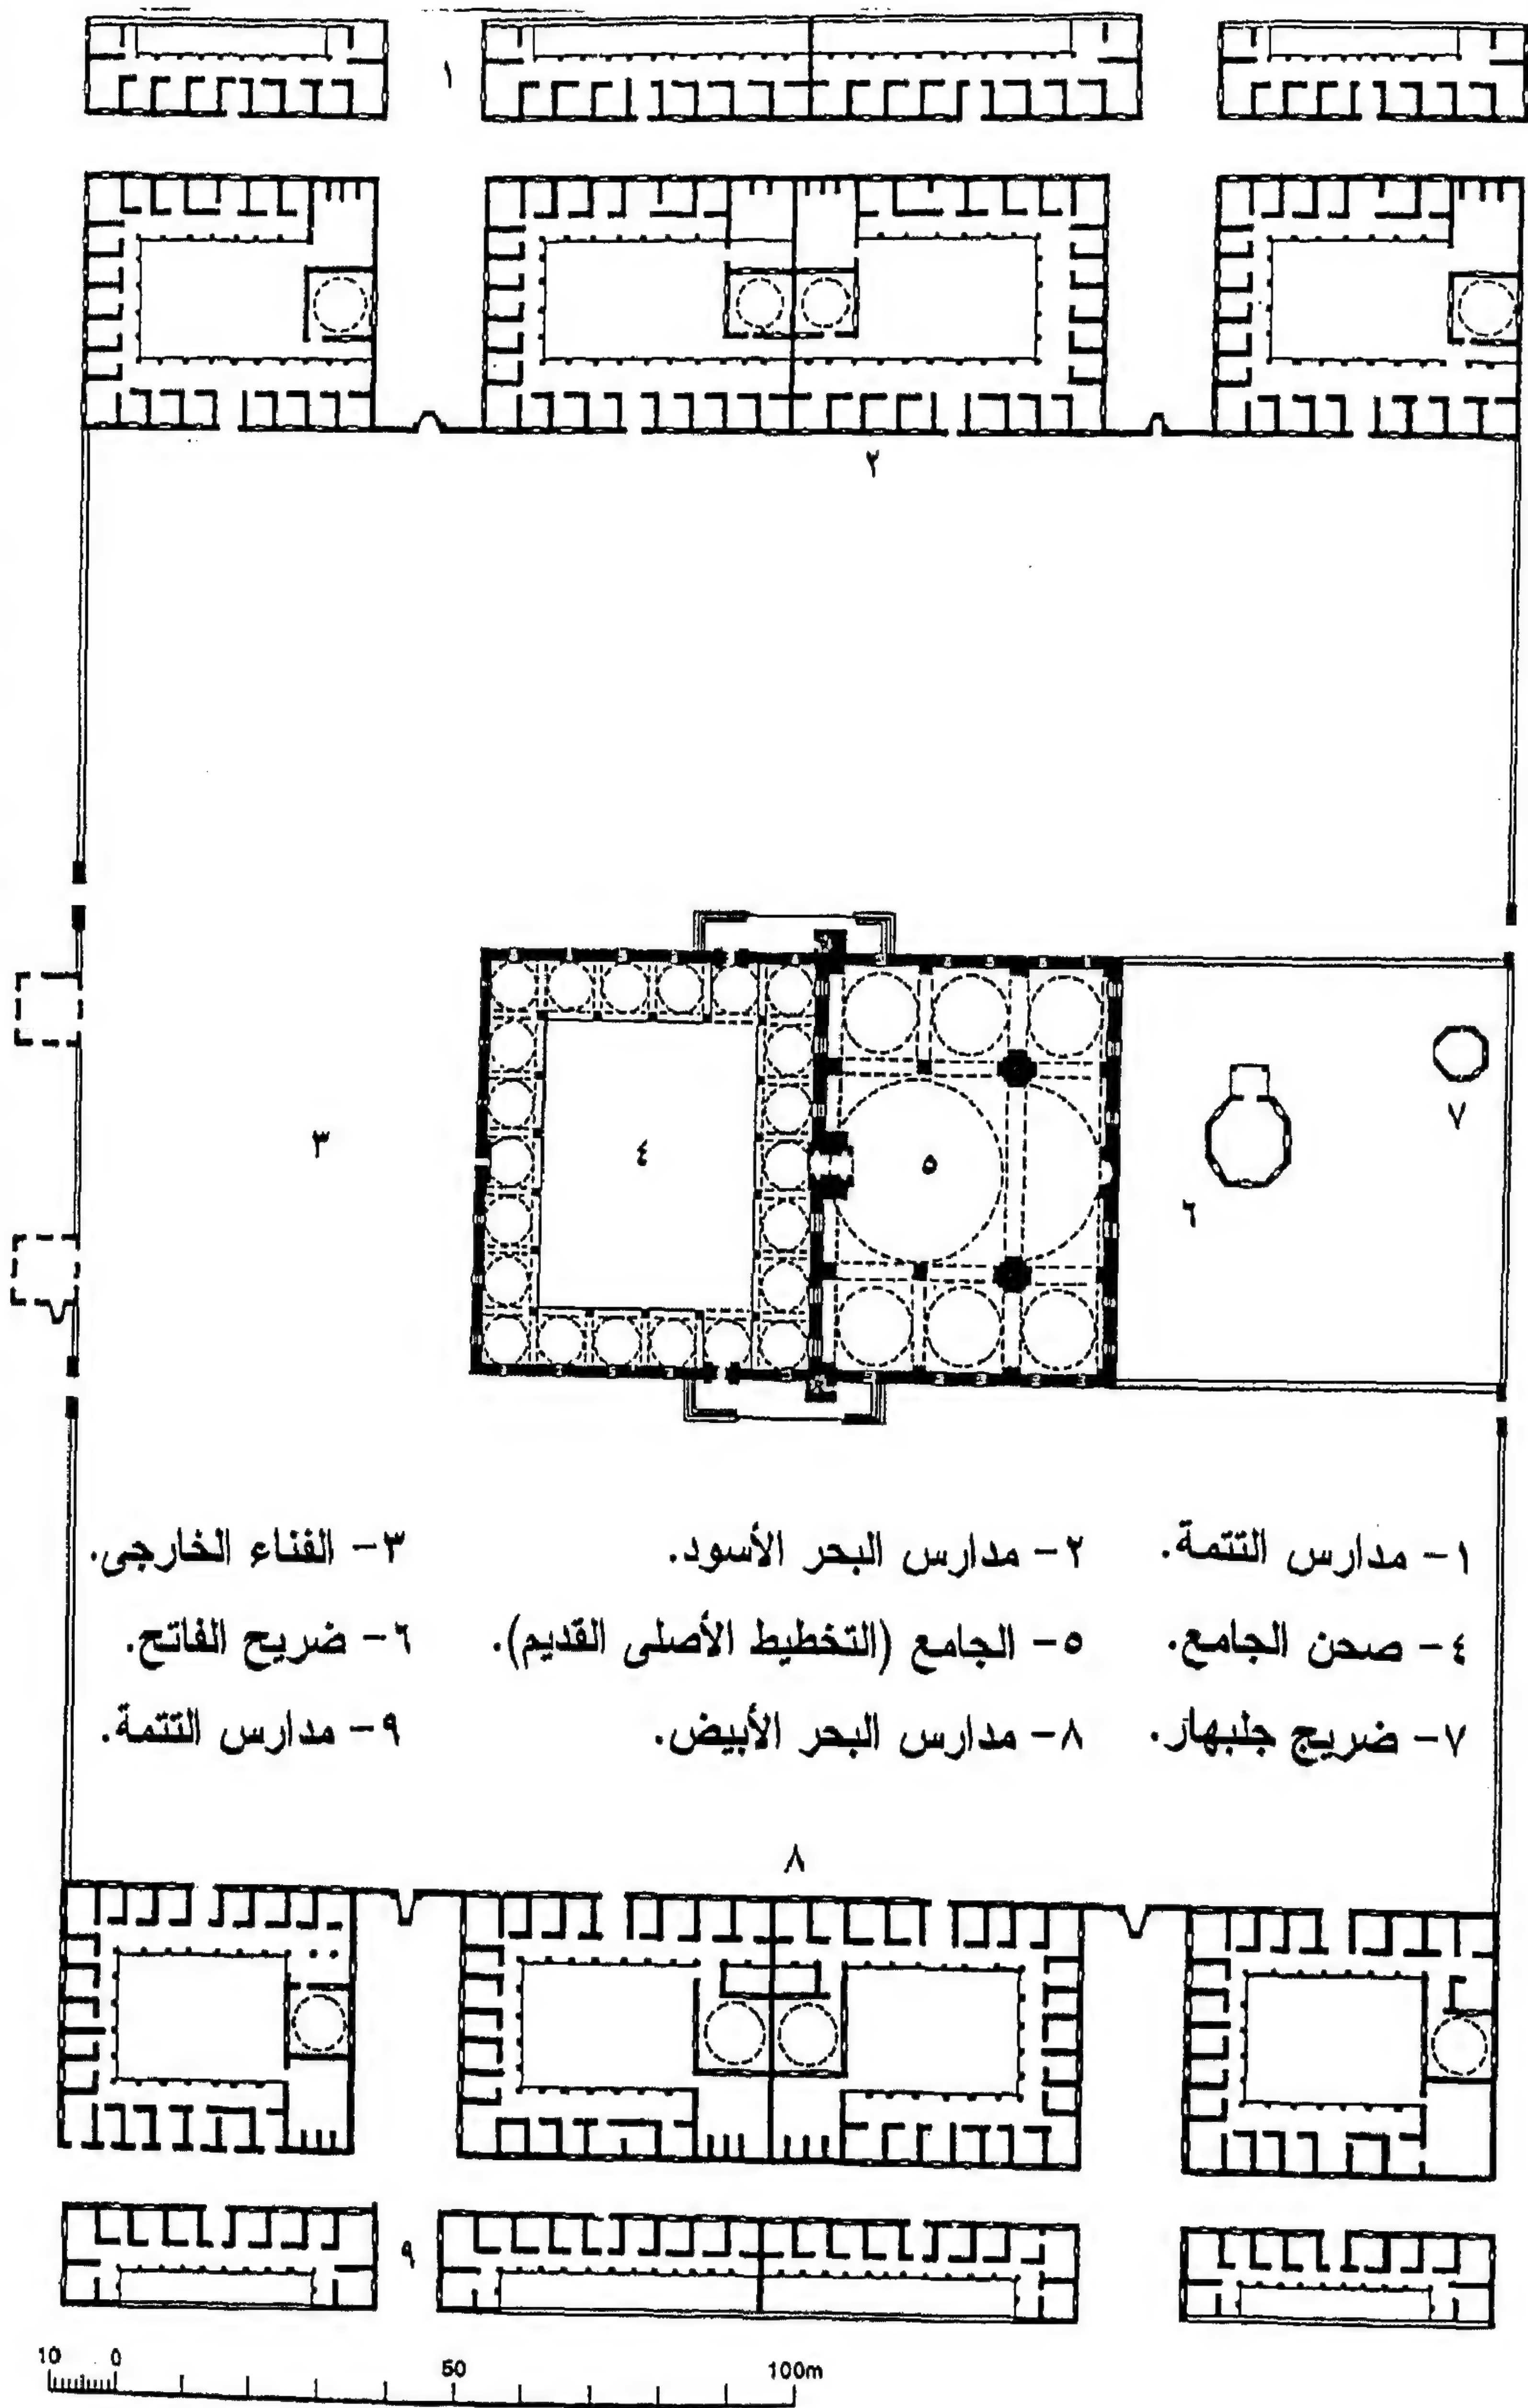 ١
٢
٣
٤
٥
٦
٧
١- مدارس التتمة. ٢- مدارس البحر الأسود. ٣- الفناء الخارجى.
٤- صحن الجامع. ٥- الجامع (التخطيط الأصلى القديم). ٦- ضريح الفاتح.
٧- ضريج جلبهار. ٨- مدارس البحر الأبيض. ٩- مدارس التتمة.
٨
٩
10 0 50 100m